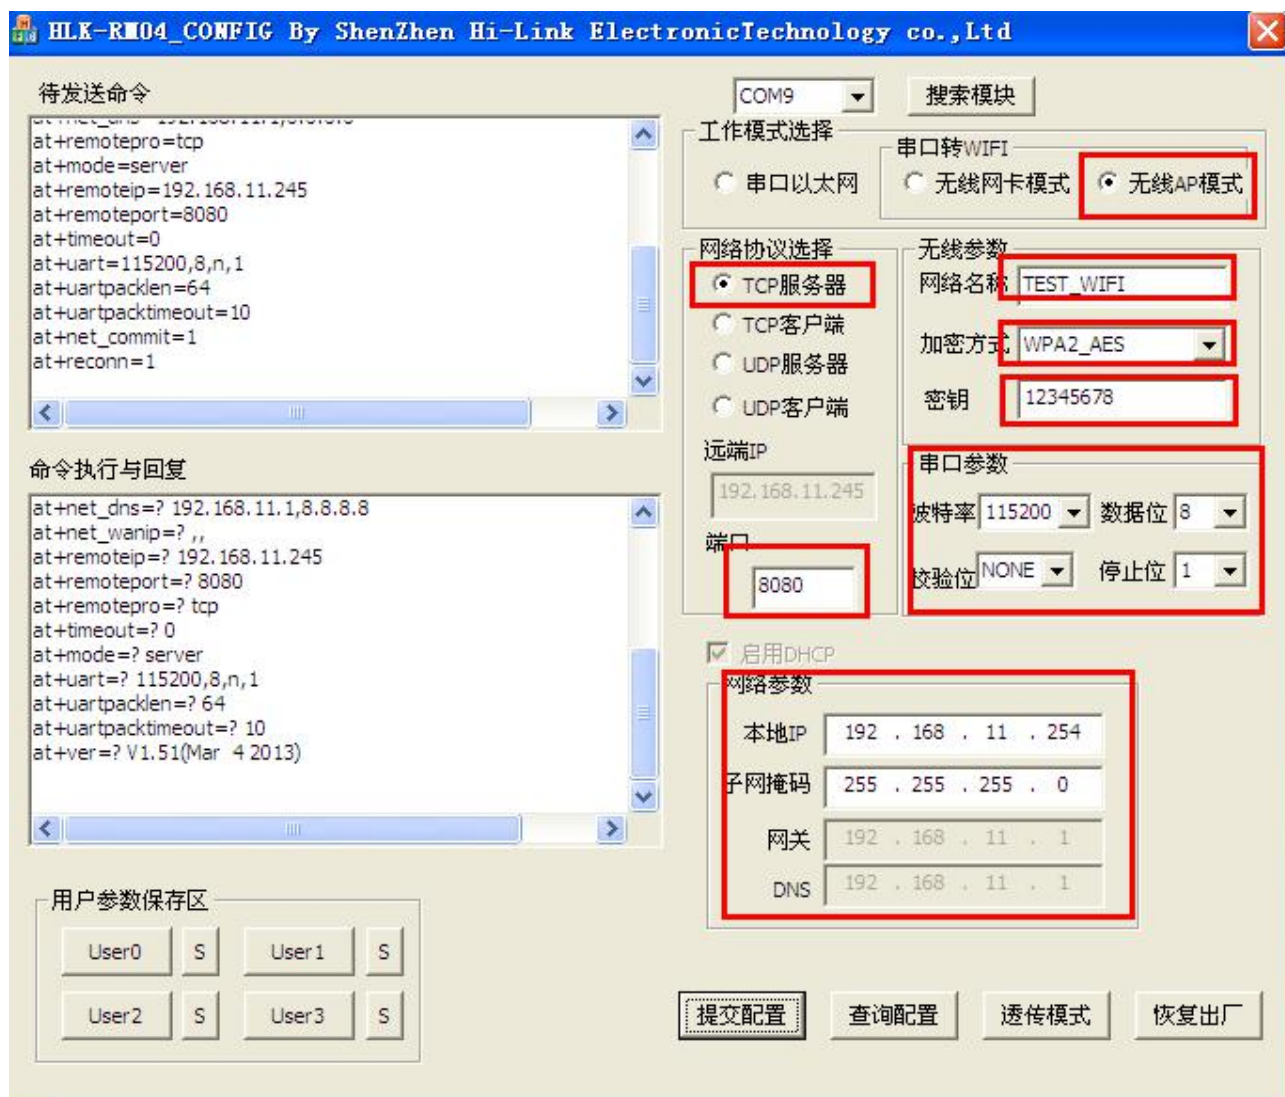 HLK-RM04_CONFIG By ShenZhen Hi-Link ElectronicTechnology co.,Ltd
待发送命令
at+remotepro=tcp
at+mode=server
at+remoteip=192.168.11.245
at+remoteport=8080
at+timeout=0
at+uart=115200,8,n,1
at+uartpacklen=64
at+uartpacktimeout=10
at+net_commit=1
at+reconn=1
命令执行与回复
at+net_dns=? 192.168.11.1,8.8.8.8
at+net_wanip=? ,,
at+remoteip=? 192.168.11.245
at+remoteport=? 8080
at+remotepro=? tcp
at+timeout=? 0
at+mode=? server
at+uart=? 115200,8,n,1
at+uartpacklen=? 64
at+uartpacktimeout=? 10
at+ver=? V1.51(Mar  4 2013)
用户参数保存区
User0 S User1 S
User2 S User3 S
COM9 搜索模块
工作模式选择
串口转WIFI
串口以太网 无线网卡模式 无线AP模式
网络协议选择
TCP服务器
TCP客户端
UDP服务器
UDP客户端
远端IP
192.168.11.245
端口
8080
无线参数
网络名称 TEST_WIFI
加密方式 WPA2_AES
密钥 12345678
串口参数
波特率 115200 数据位 8
校验位 NONE 停止位 1
启用DHCP
网络参数
本地IP 192 . 168 . 11 . 254
子网掩码 255 . 255 . 255 . 0
网关 192 . 168 . 11 . 1
DNS 192 . 168 . 11 . 1
提交配置 查询配置 透传模式 恢复出厂